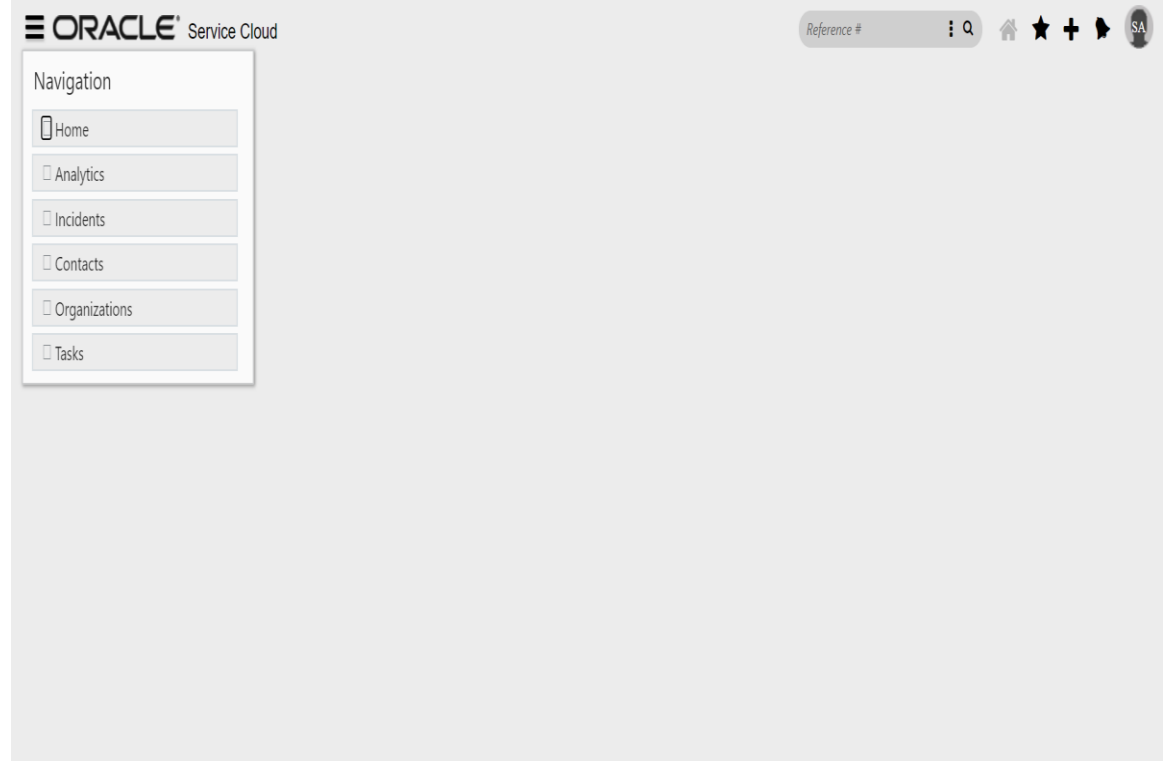 ORACLE® Service Cloud
Reference #
SA
Navigation
Home
Analytics
Incidents
Contacts
Organizations
Tasks